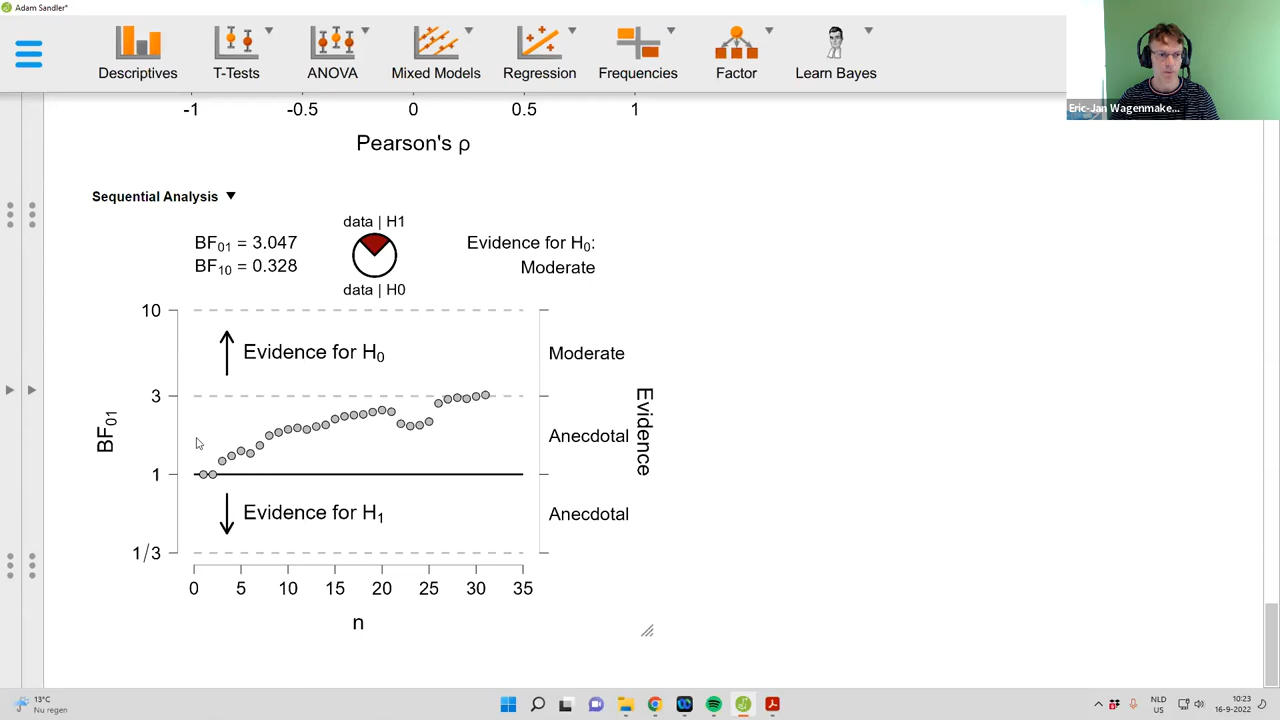 Adam Sandler*
Descriptives
T-Tests
ANOVA
Mixed Models
Regression
Frequencies
Factor
Learn Bayes
Eric-Jan Wagenmake...
-1
-0.5
0
0.5
1
Pearson's ρ
Sequential Analysis
data | H1
BF01 = 3.047
BF10 = 0.328
Evidence for H0:
Moderate
data | H0
10
Evidence for H0
Moderate
3
BF01
Anecdotal
Evidence
1
Evidence for H1
Anecdotal
1/3
0
5
10
15
20
25
30
35
n
13°C
Nu regen
NLD
US
10:23
16-9-2022